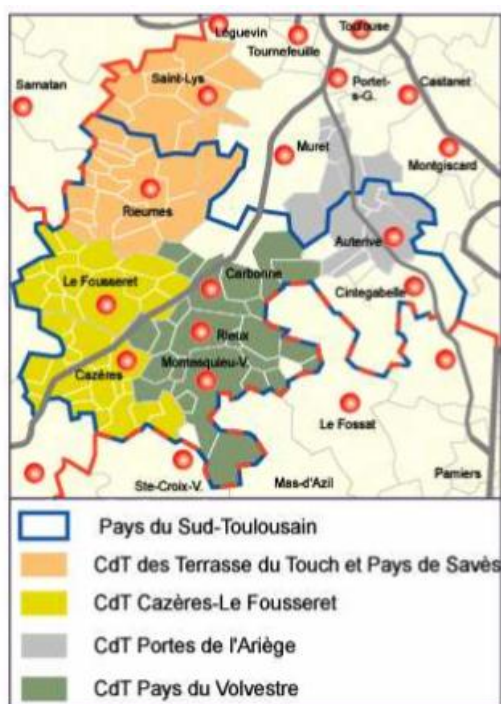 Léguevin
Toulouse
Tournefeuille
Saint-Lys
Samatan
Portet-
s-G.
Castanet
Muret
Montgiscard
Rieumes
Auterive
Le Fousseret
Carbonne
Cintegabelle
Rieux
Cazères
Montesquieu-V.
Le Fossat
Ste-Croix-V.
Mas-d'Azil
Pamiers
Pays du Sud-Toulousain
CdT des Terrasse du Touch et Pays de Savès
CdT Cazères-Le Fousseret
CdT Portes de l'Ariège
CdT Pays du Volvestre